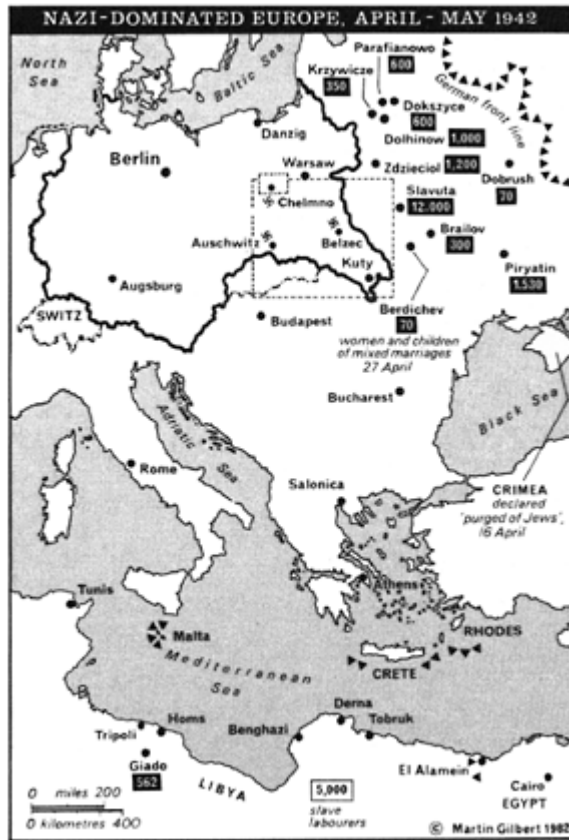 NAZI-DOMINATED EUROPE, APRIL - MAY 1942
North
Sea
Baltic Sea
Parafianowo
600
Krzywicze
350
Dokszyce
600
German front line
Dolhinow 1,000
Danzig
Berlin
Warsaw
Zdzieciol 1,200
Dobrush
70
Chelmno
Slavuta
12.000
Auschwitz
Belzec
Brailov
300
Augsburg
Kuty
Piryatin
1.530
SWITZ
Budapest
Berdichev
70
women and children
of mixed marriages
27 April
Bucharest
Black Sea
Adriatic
Sea
Rome
Salonica
CRIMEA
declared
'purged of Jews',
16 April
Athens
Tunis
Malta
RHODES
Mediterranean
Sea
CRETE
Derna
Tripoli
Homs
Benghazi
Tobruk
Giado
562
LIBYA
El Alamein
Cairo
EGYPT
0 miles 200
0 kilometres 400
5,000
slave
labourers
© Martin Gilbert 1982